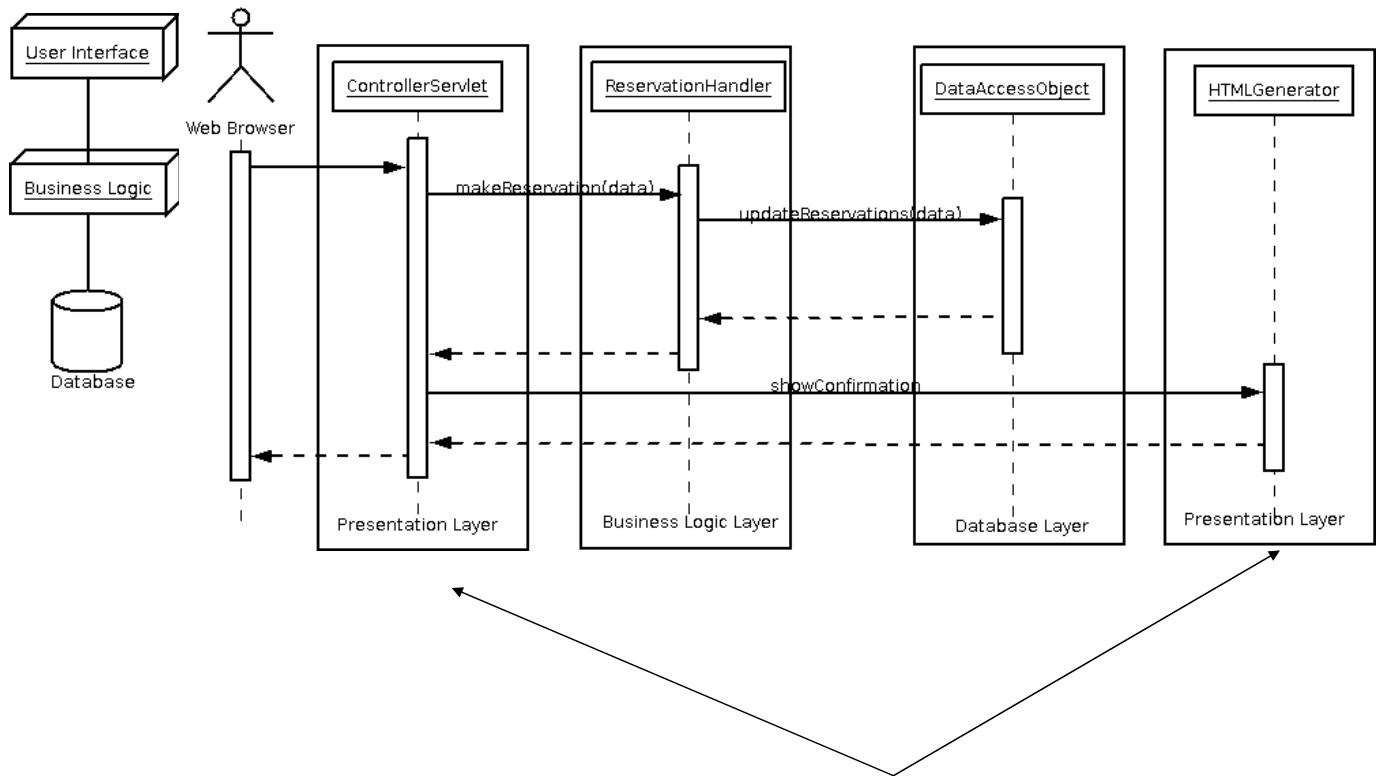 User Interface
Business Logic
Database
Web Browser
ControllerServlet
ReservationHandler
DataAccessObject
HTMLGenerator
makeReservation(data)
updateReservations(data)
showConfirmation
Presentation Layer
Business Logic Layer
Database Layer
Presentation Layer